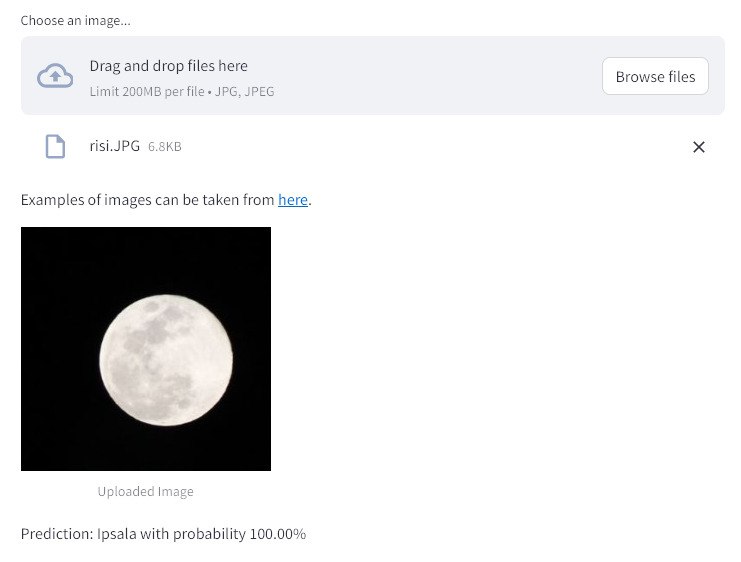 Choose an image...
Drag and drop files here
Limit 200MB per file • JPG, JPEG
Browse files
risi.JPG 6.8KB
Examples of images can be taken from here.
Uploaded Image
Prediction: Ipsala with probability 100.00%